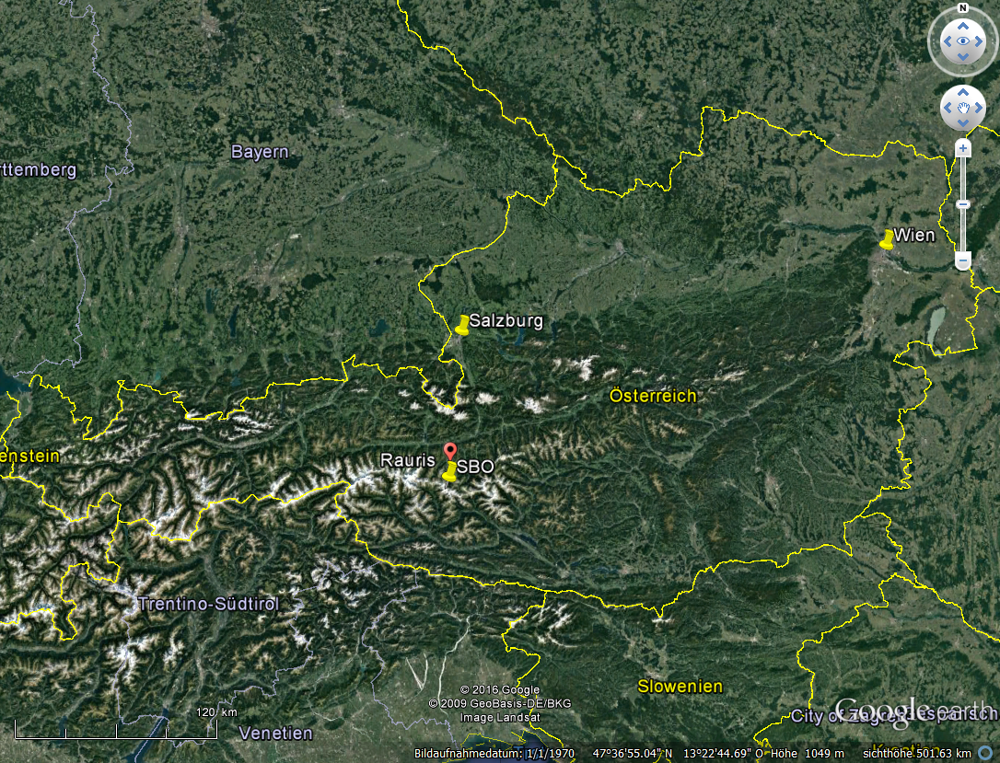 N
Bayern
ttemberg
Wien
Salzburg
Österreich
enstein
Rauris
SBO
Trentino-Südtirol
Slowenien
© 2016 Google
© 2009 GeoBasis-DE/BKG
Image Landsat
Google earth
120 km
City of Zagreb
Venetien
Bildaufnahmedatum: 1/1/1970 47°36'55.04" N 13°22'44.69" O Höhe 1049 m sichthöhe 501.63 km